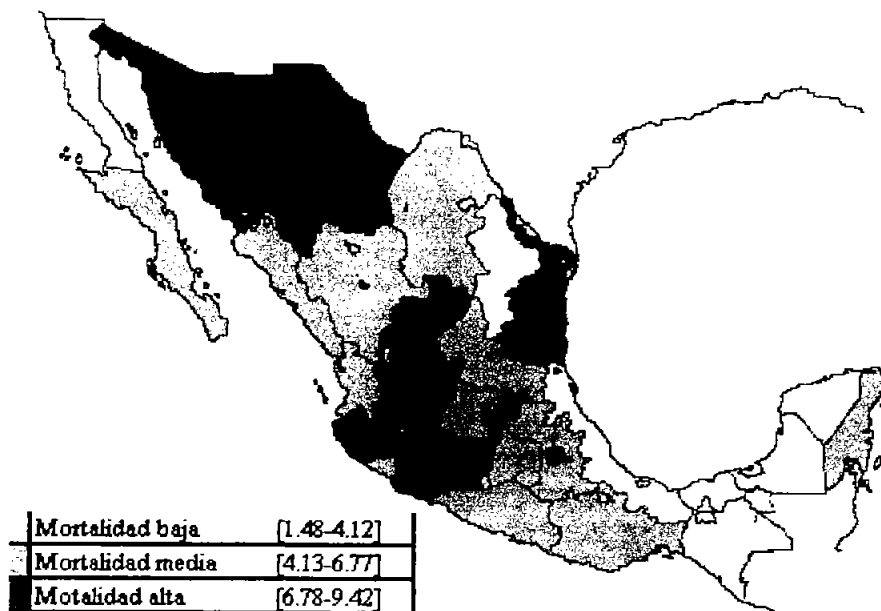 Mortalidad baja [1.48-4.12]
Mortalidad media [4.13-6.77]
Motalidad alta [6.78-9.42]